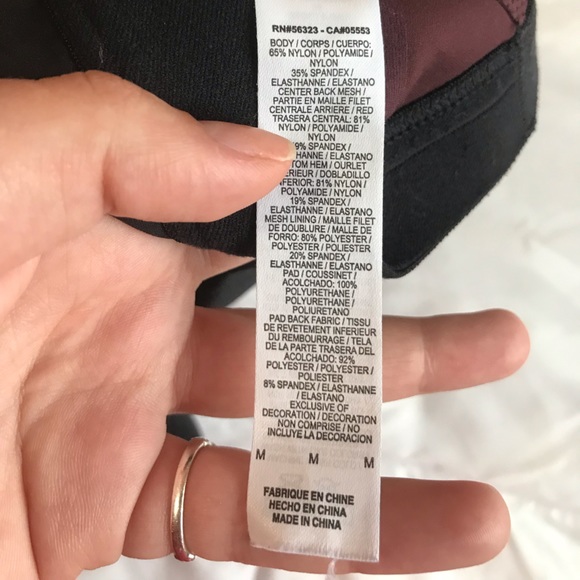 RN#56323 - CA#05553
BODY / CORPS / CUERPO:
65% NYLON / POLYAMIDE /
NYLON
35% SPANDEX /
ELASTHANNE / ELASTANO
CENTER BACK MESH /
PARTIE EN MAILLE FILET
CENTRALE ARRIERE / RED
TRASERA CENTRAL: 81%
NYLON / POLYAMIDE /
NYLON
9% SPANDEX /
THANNE / ELASTANO
TOM HEM / OURLET
ERIEUR / DOBLADILLO
FERIOR: 81% NYLON /
POLYAMIDE / NYLON
19% SPANDEX /
ELASTHANNE / ELASTANO
MESH LINING / MAILLE FILET
DE DOUBLURE / MALLE DE
FORRO: 80% POLYESTER /
POLYESTER / POLIESTER
20% SPANDEX /
ELASTHANNE / ELASTANO
PAD / COUSSINET /
ACOLCHADO: 100%
POLYURETHANE /
POLYURETHANE /
POLIURETANO
PAD BACK FABRIC / TISSU
DE REVETEMENT INFERIEUR
DU REMBOURRAGE / TELA
DE LA PARTE TRASERA DEL
ACOLCHADO: 92%
POLYESTER / POLYESTER /
POLIESTER
8% SPANDEX / ELASTHANNE
/ ELASTANO
EXCLUSIVE OF
DECORATION / DECORATION
NON COMPRISE / NO
INCLUYE LA DECORACION
M M M
FABRIQUE EN CHINE
HECHO EN CHINA
MADE IN CHINA